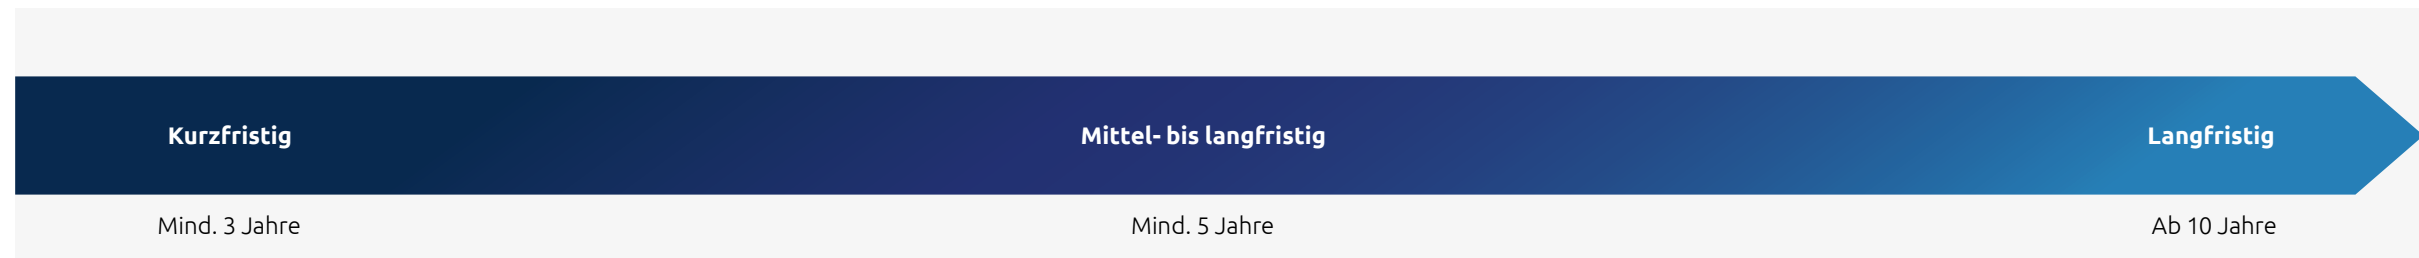 Kurzfristig Mittel- bis langfristig Langfristig
Mind. 3 Jahre Mind. 5 Jahre Ab 10 Jahre